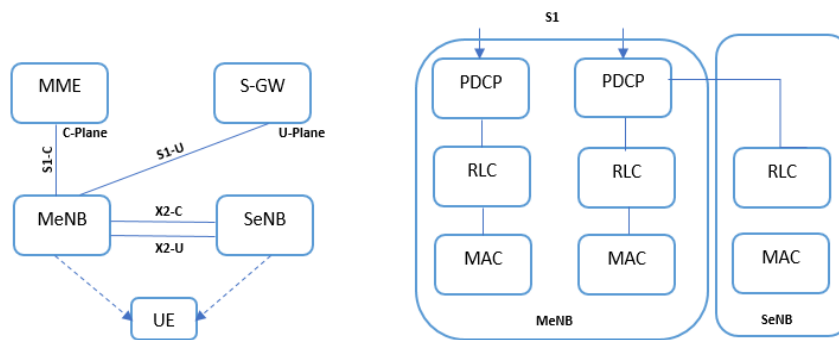 MME
S-GW
C-Plane
U-Plane
S1-C
S1-U
MeNB
X2-C
X2-U
SeNB
UE
S1
PDCP
PDCP
RLC
RLC
RLC
MAC
MAC
MAC
MeNB
SeNB